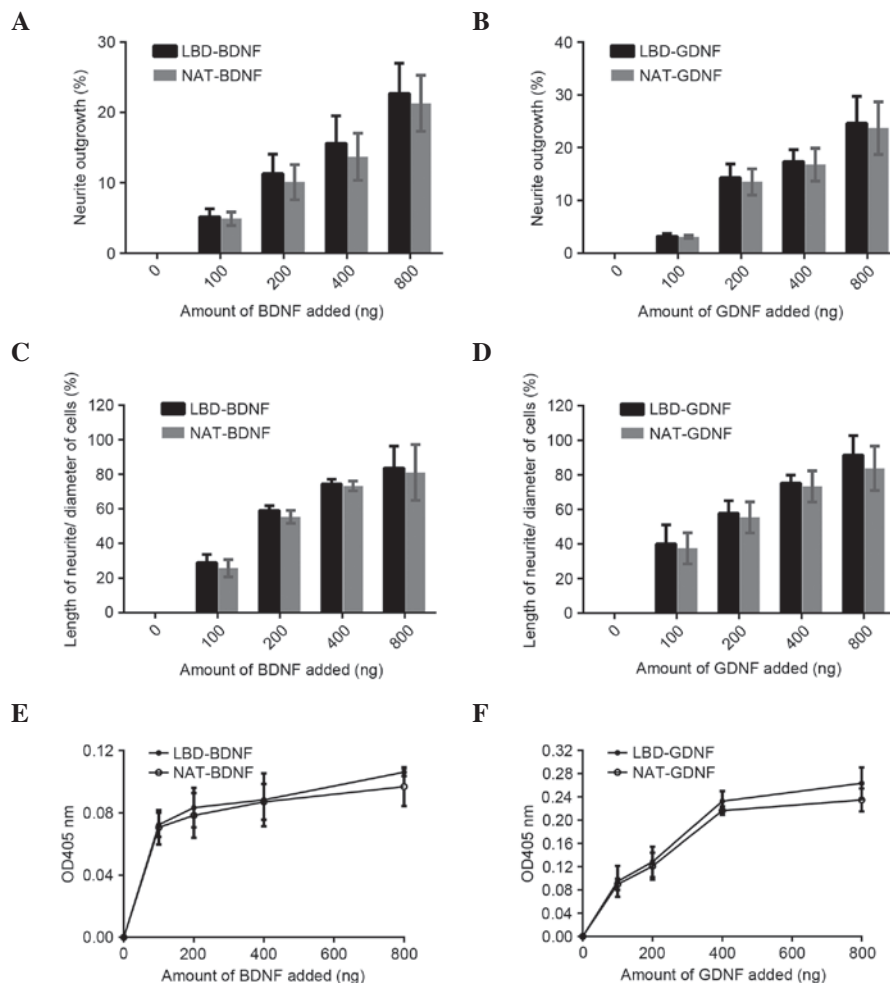 A
Neurite outgrowth (%)
30
20
10
0
LBD-BDNF
NAT-BDNF
0
100
200
400
800
Amount of BDNF added (ng)
B
Neurite outgrowth (%)
40
30
20
10
0
LBD-GDNF
NAT-GDNF
0
100
200
400
800
Amount of GDNF added (ng)
C
Length of neurite/ diameter of cells (%)
120
100
80
60
40
20
0
LBD-BDNF
NAT-BDNF
0
100
200
400
800
Amount of BDNF added (ng)
D
Length of neurite/ diameter of cells (%)
120
100
80
60
40
20
0
LBD-GDNF
NAT-GDNF
0
100
200
400
800
Amount of GDNF added (ng)
E
OD405 nm
0.12
0.08
0.04
0.00
LBD-BDNF
NAT-BDNF
0
200
400
600
800
Amount of BDNF added (ng)
F
OD405 nm
0.32
0.28
0.24
0.20
0.16
0.12
0.08
0.04
0.00
LBD-GDNF
NAT-GDNF
0
200
400
600
800
Amount of GDNF added (ng)